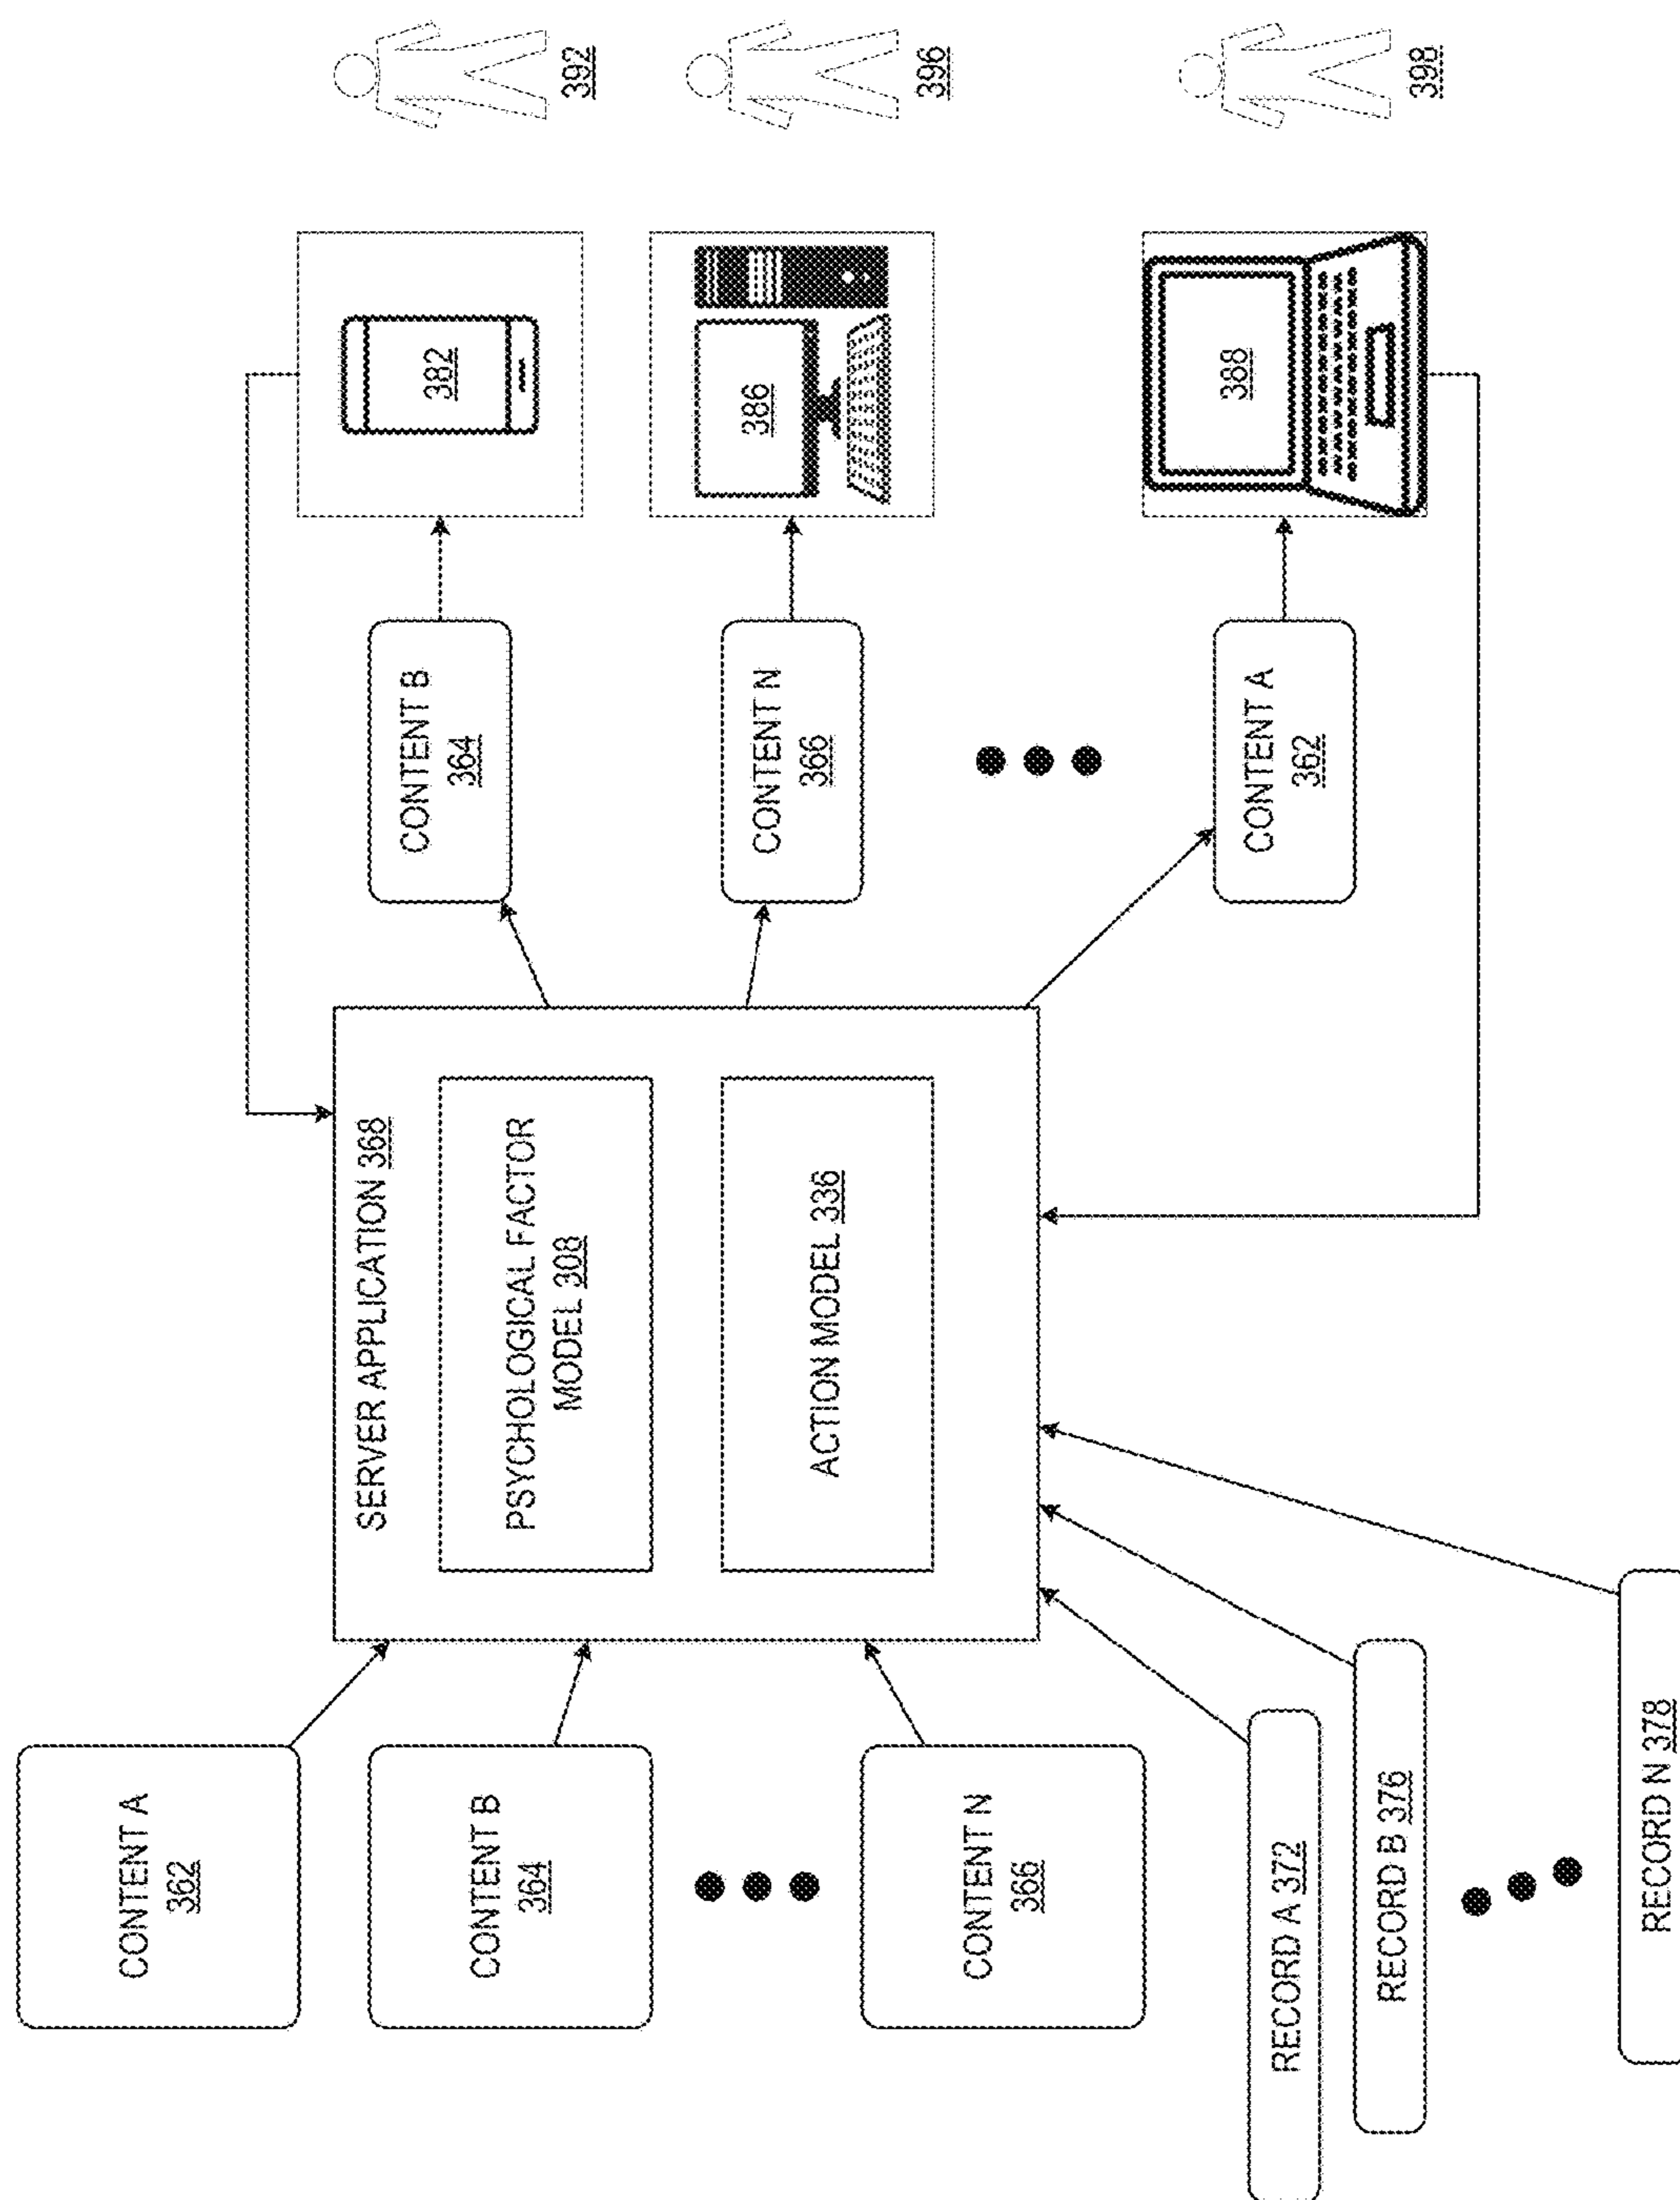 CONTENT A
362
CONTENT B
364
CONTENT N
366
RECORD A 372
RECORD B 376
RECORD N 378
SERVER APPLICATION 368
PSYCHOLOGICAL FACTOR
MODEL 308
ACTION MODEL 336
CONTENT B
364
CONTENT N
366
CONTENT A
362
382
386
388
392
396
398